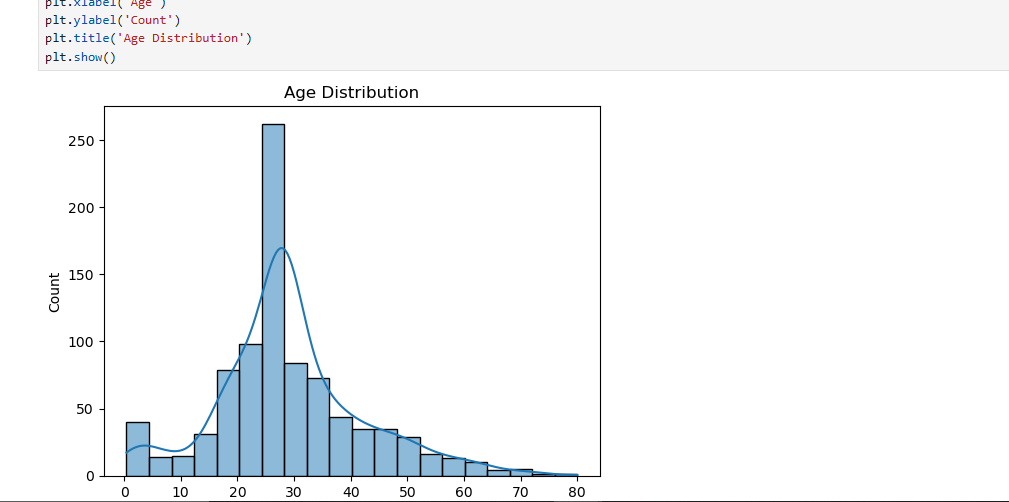 plt.xlabel('Age')
plt.ylabel('Count')
plt.title('Age Distribution')
plt.show()
Age Distribution
250
200
150
100
50
0
Count
0 10 20 30 40 50 60 70 80